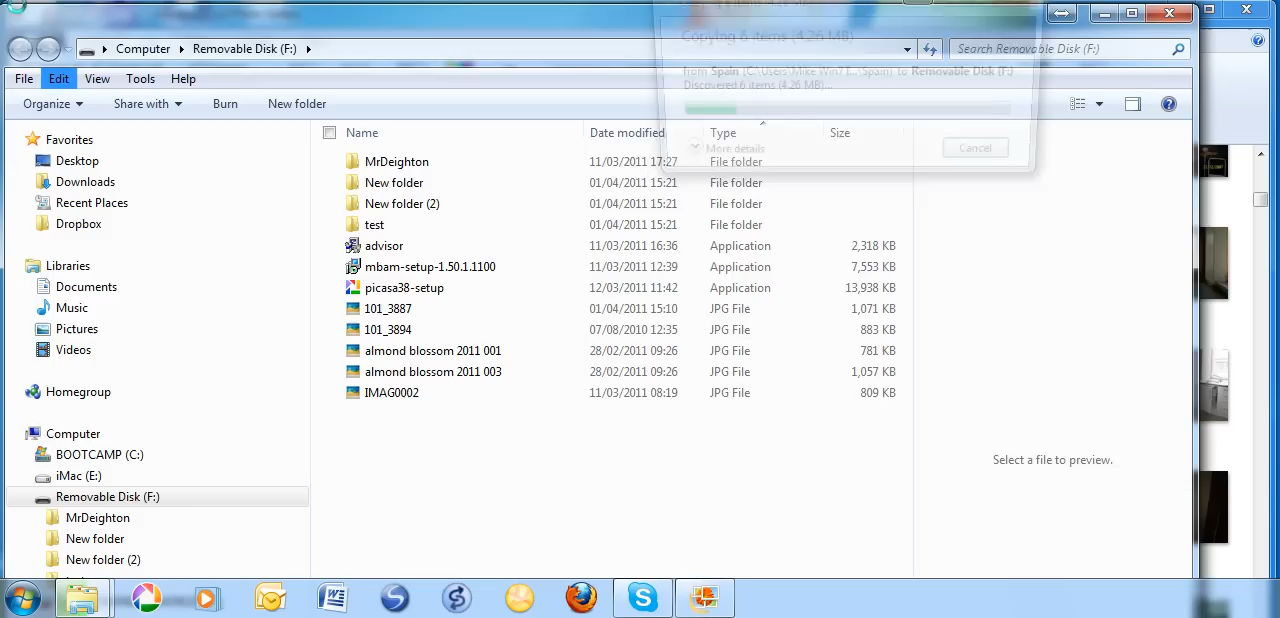 Copying 6 items (4.26 MB)
Computer Removable Disk (F:)
Search Removable Disk (F:)
from Spain (C:\Users\Mike Win7 I...\Spain) to Removable Disk (F:)
Discovered 6 items (4.26 MB)...
File Edit View Tools Help
Organize Share with Burn New folder
Name Date modified Type Size
More details Cancel
MrDeighton 11/03/2011 17:27 File folder
New folder 01/04/2011 15:21 File folder
New folder (2) 01/04/2011 15:21 File folder
test 01/04/2011 15:21 File folder
advisor 11/03/2011 16:36 Application 2,318 KB
mbam-setup-1.50.1.1100 11/03/2011 12:39 Application 7,553 KB
picasa38-setup 12/03/2011 11:42 Application 13,938 KB
101_3887 01/04/2011 15:10 JPG File 1,071 KB
101_3894 07/08/2010 12:35 JPG File 883 KB
almond blossom 2011 001 28/02/2011 09:26 JPG File 781 KB
almond blossom 2011 003 28/02/2011 09:26 JPG File 1,057 KB
IMAG0002 11/03/2011 08:19 JPG File 809 KB
Favorites
Desktop
Downloads
Recent Places
Dropbox
Libraries
Documents
Music
Pictures
Videos
Homegroup
Computer
BOOTCAMP (C:)
iMac (E:)
Removable Disk (F:)
MrDeighton
New folder
New folder (2)
Select a file to preview.